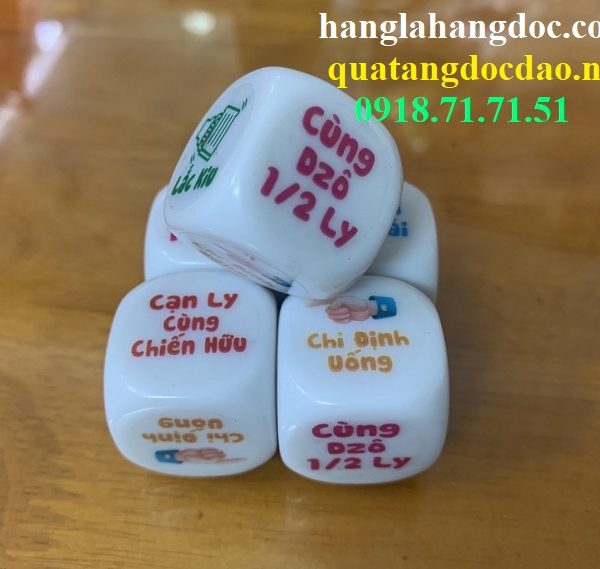 hanglahangdoc.co
quatangdocdao.n
0918.71.71.51
Cùng
Dzô
1/2 Ly
Lắc Kiu
Cạn Ly
Cùng
Chiến Hữu
Chỉ Định
Uống
Chỉ Định
Uống
Cùng
Dzô
1/2 Ly